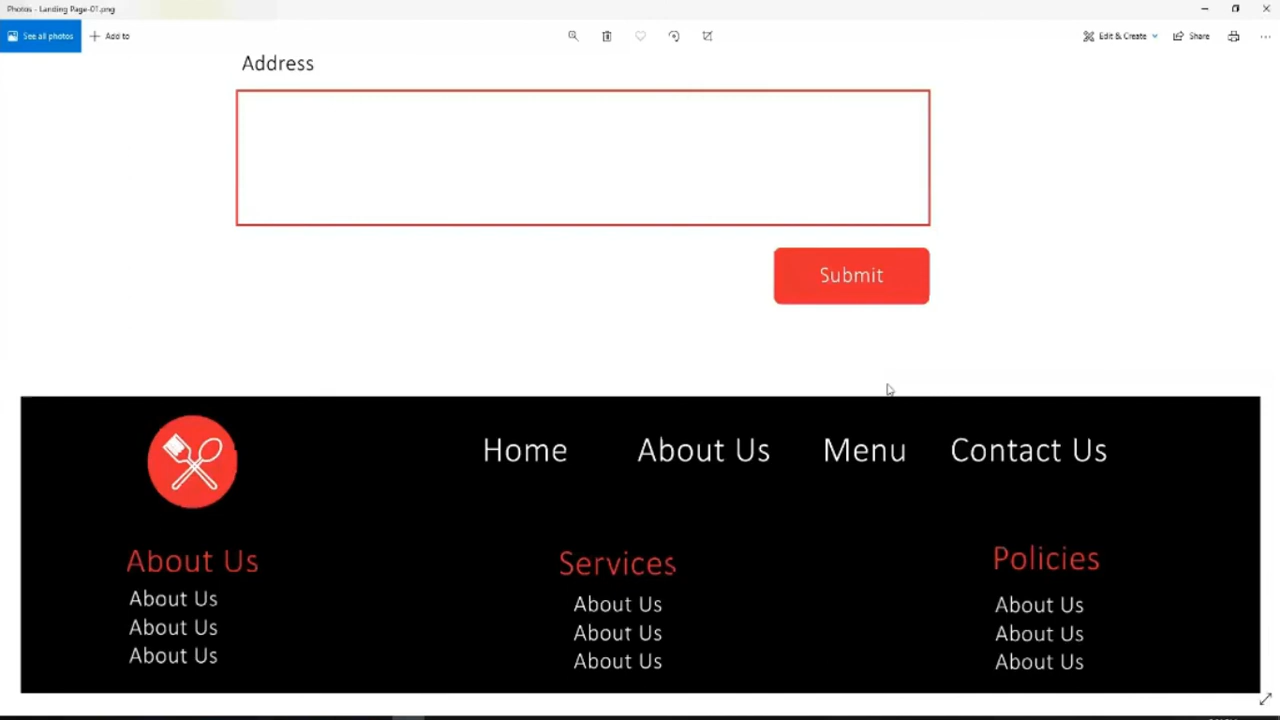 Photos - Landing Page-01.png
See all photos
Add to
Edit & Create
Share
Address
Submit
Home About Us Menu Contact Us
About Us Services Policies
About Us About Us About Us
About Us About Us About Us
About Us About Us About Us